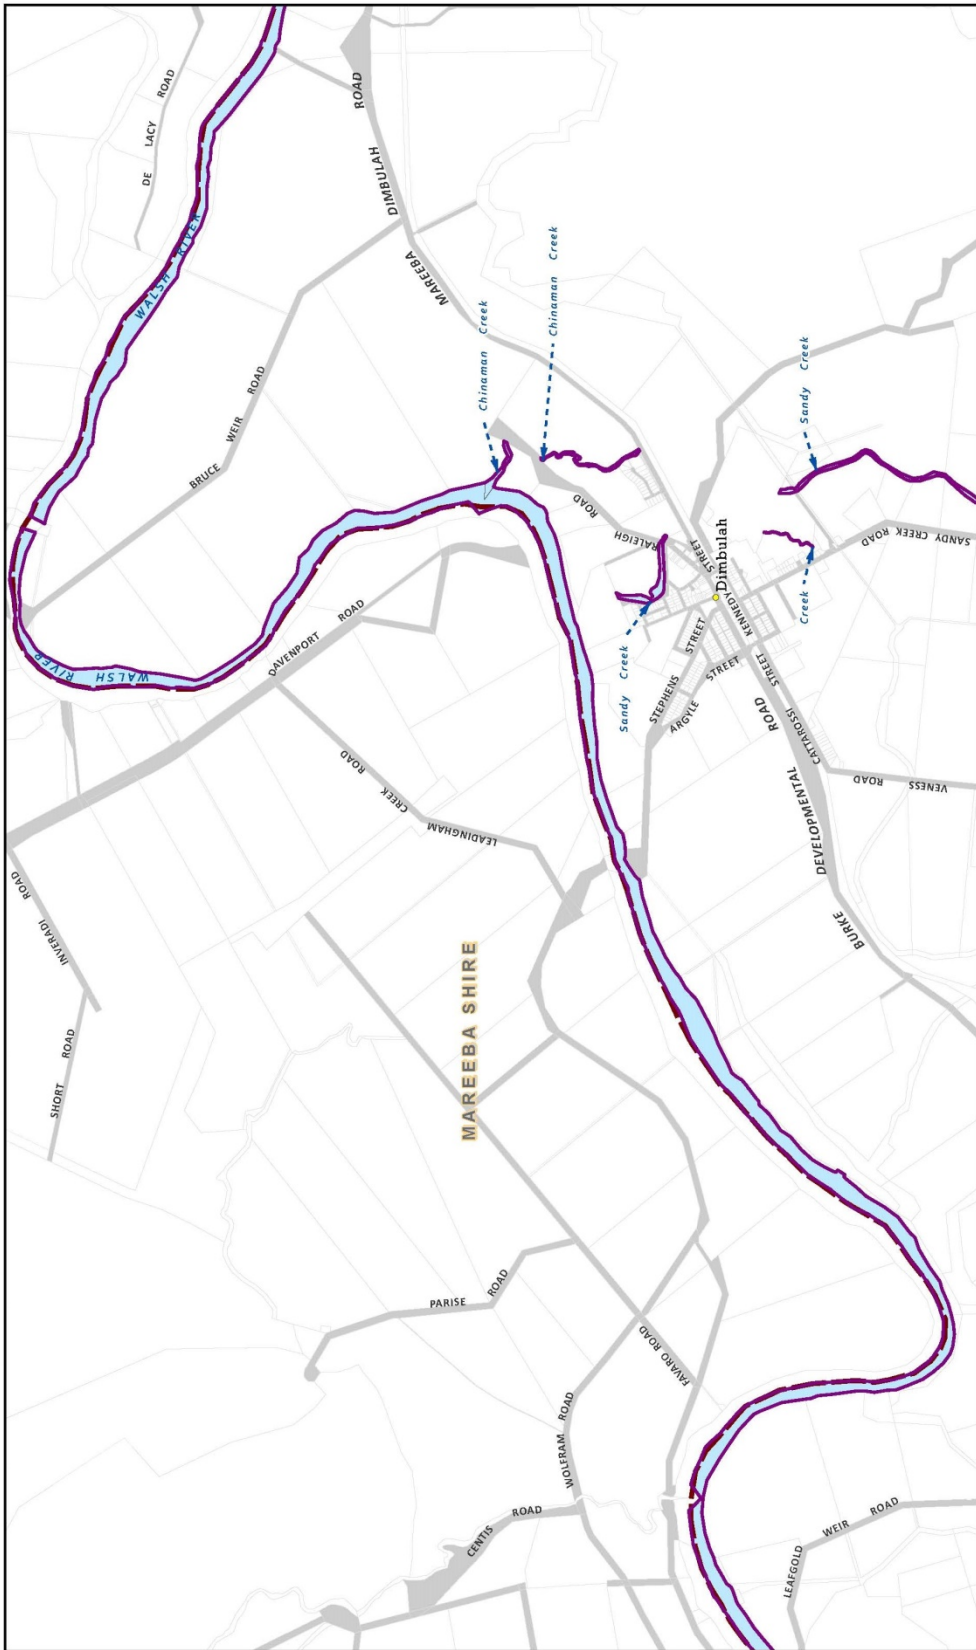 DE LACY ROAD
WALSH RIVER
MAREEBA DIMBULAH ROAD
BRUCE WEIR ROAD
Chinaman Creek
Chinaman Creek
WALSH RIVER
DAVENPORT ROAD
RALEIGH ROAD
Sandy Creek
SANDY CREEK ROAD
Creek
Sandy Creek
Dimbulah
KENNEDY STREET
STEPHENS STREET
ARGYLE STREET
CATTAROSSI STREET
VENESS ROAD
BURKE DEVELOPMENTAL ROAD
LEADINGHAM CREEK ROAD
INVERADI ROAD
SHORT ROAD
MAREEBA SHIRE
PARISE ROAD
FAVARO ROAD
WOLFRAM ROAD
CENTIS ROAD
LEAFGOLD WEIR ROAD